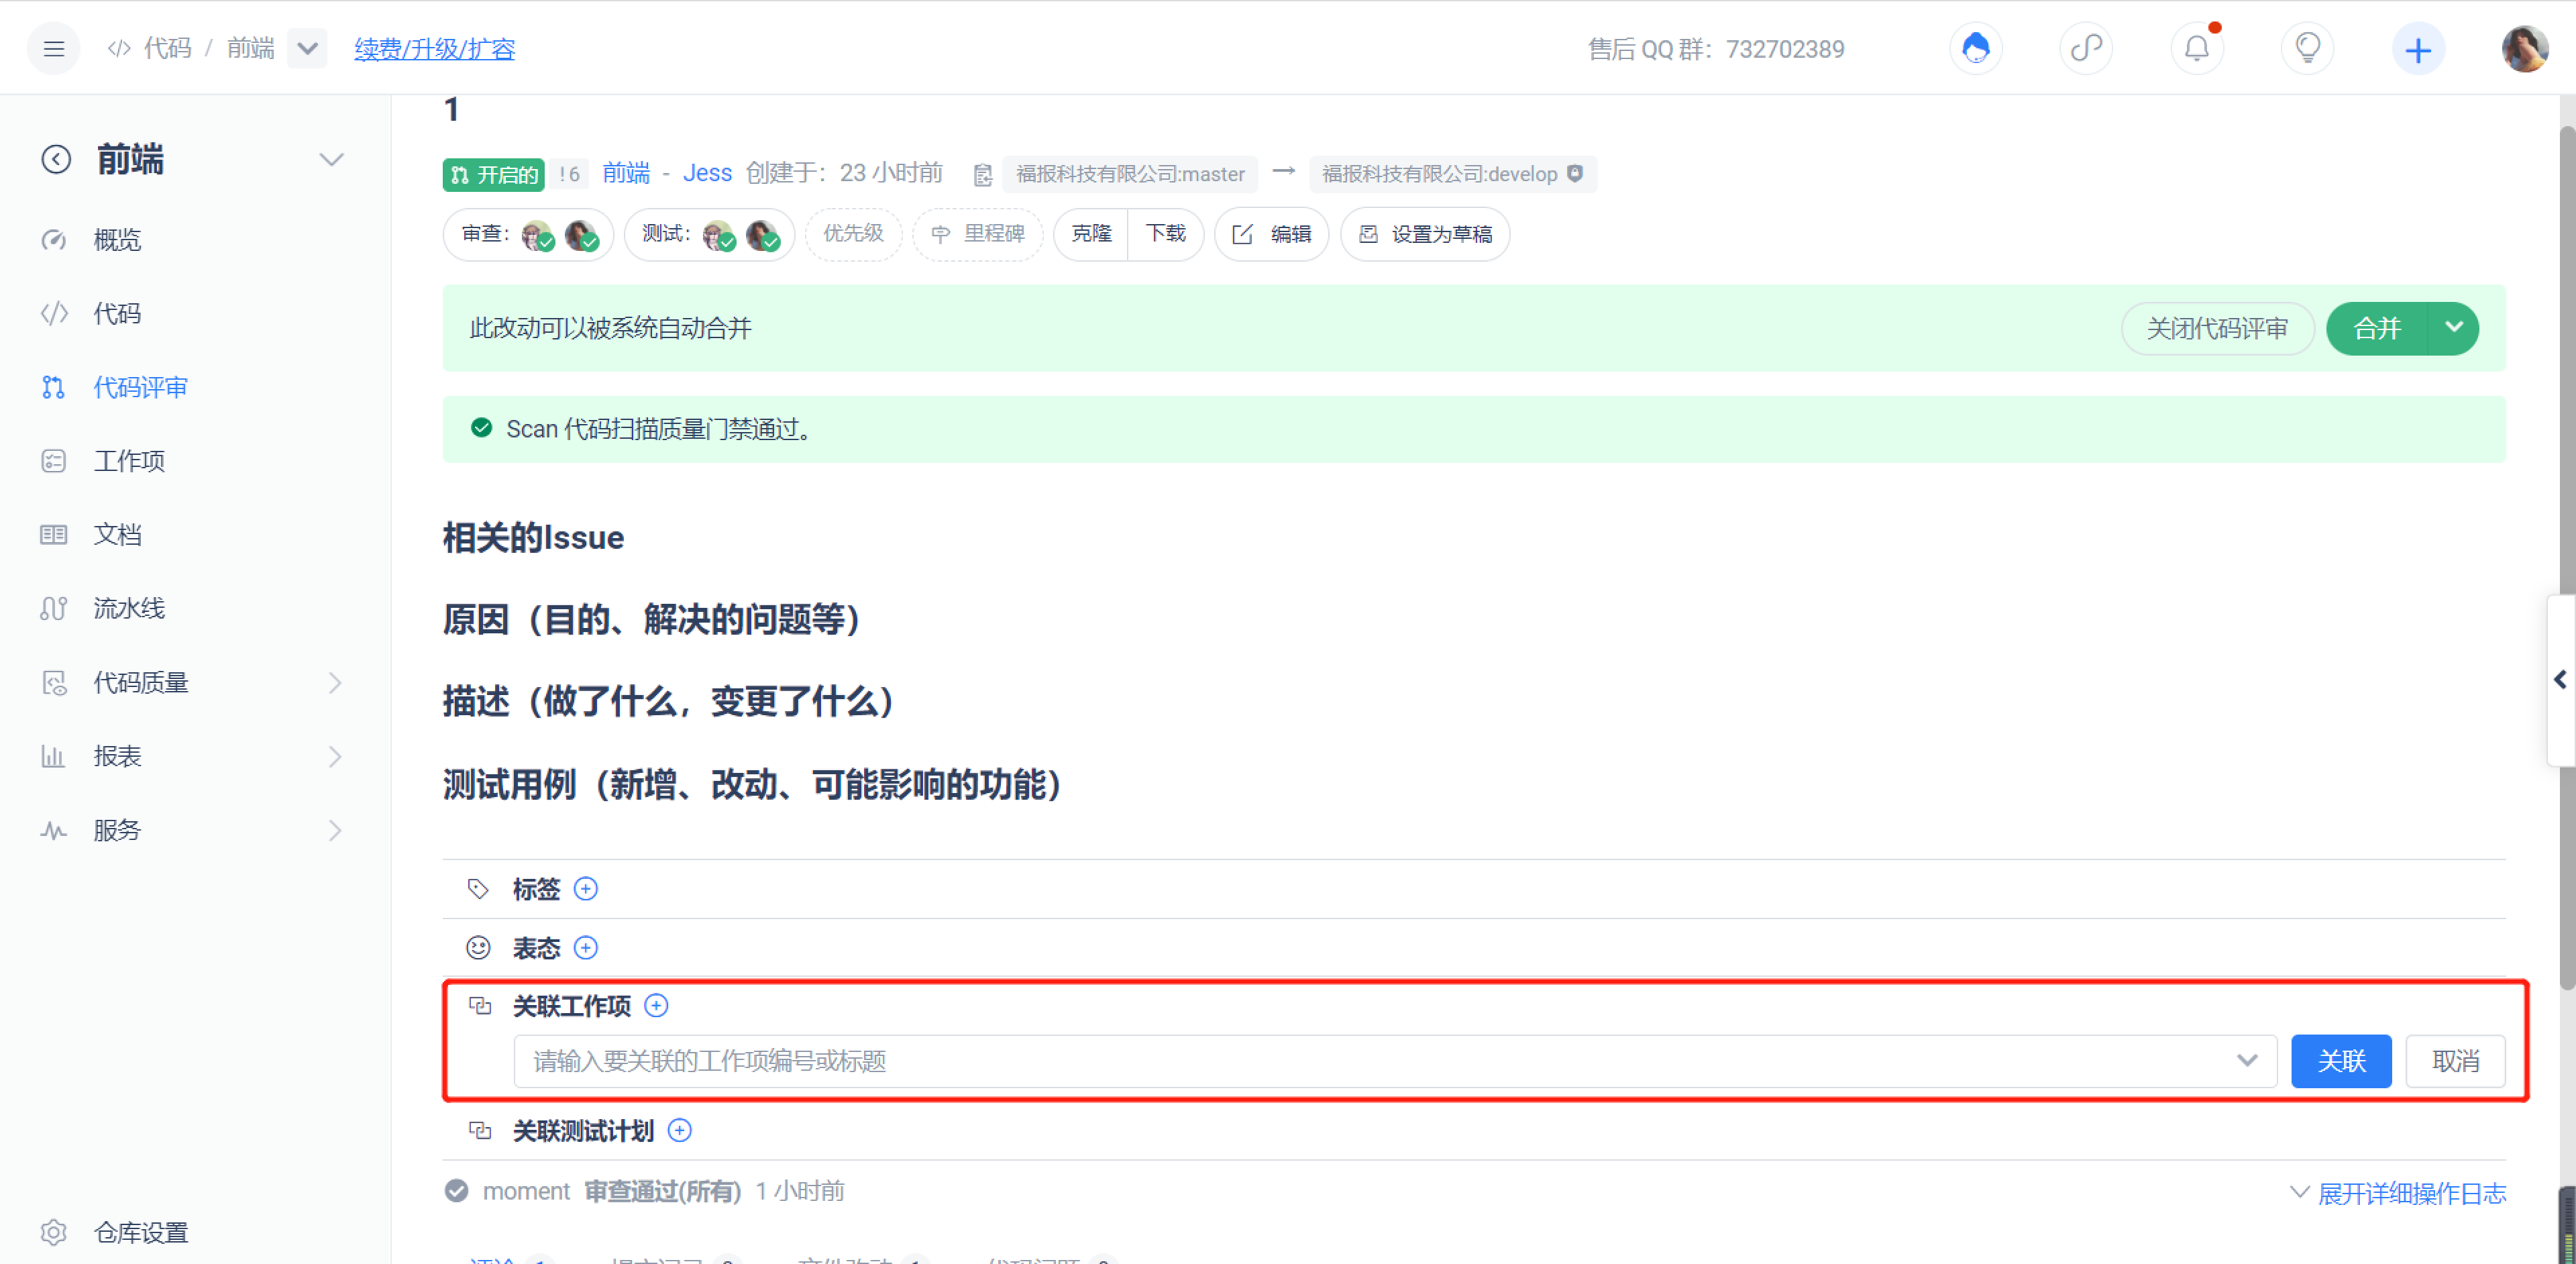 代码 / 前端 续费/升级/扩容 售后 QQ 群：732702389
前端
概览
代码
代码评审
工作项
文档
流水线
代码质量
报表
服务
仓库设置
1
开启的 !6 前端 - Jess 创建于：23 小时前 福报科技有限公司:master → 福报科技有限公司:develop
审查： 测试： 优先级 里程碑 克隆 下载 编辑 设置为草稿
此改动可以被系统自动合并 关闭代码评审 合并
Scan 代码扫描质量门禁通过。
相关的Issue
原因（目的、解决的问题等）
描述（做了什么，变更了什么）
测试用例（新增、改动、可能影响的功能）
标签
表态
关联工作项
请输入要关联的工作项编号或标题 关联 取消
关联测试计划
moment 审查通过(所有) 1 小时前 展开详细操作日志